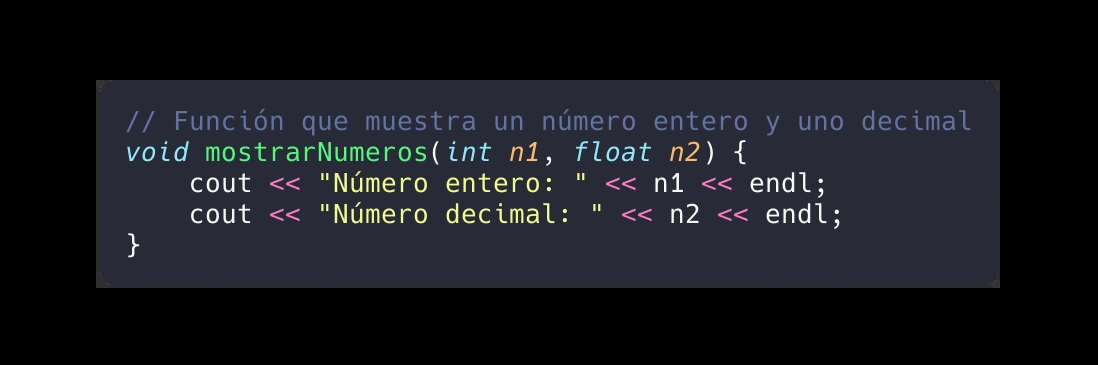 // Función que muestra un número entero y uno decimal
void mostrarNumeros(int n1, float n2) {
    cout << "Número entero: " << n1 << endl;
    cout << "Número decimal: " << n2 << endl;
}